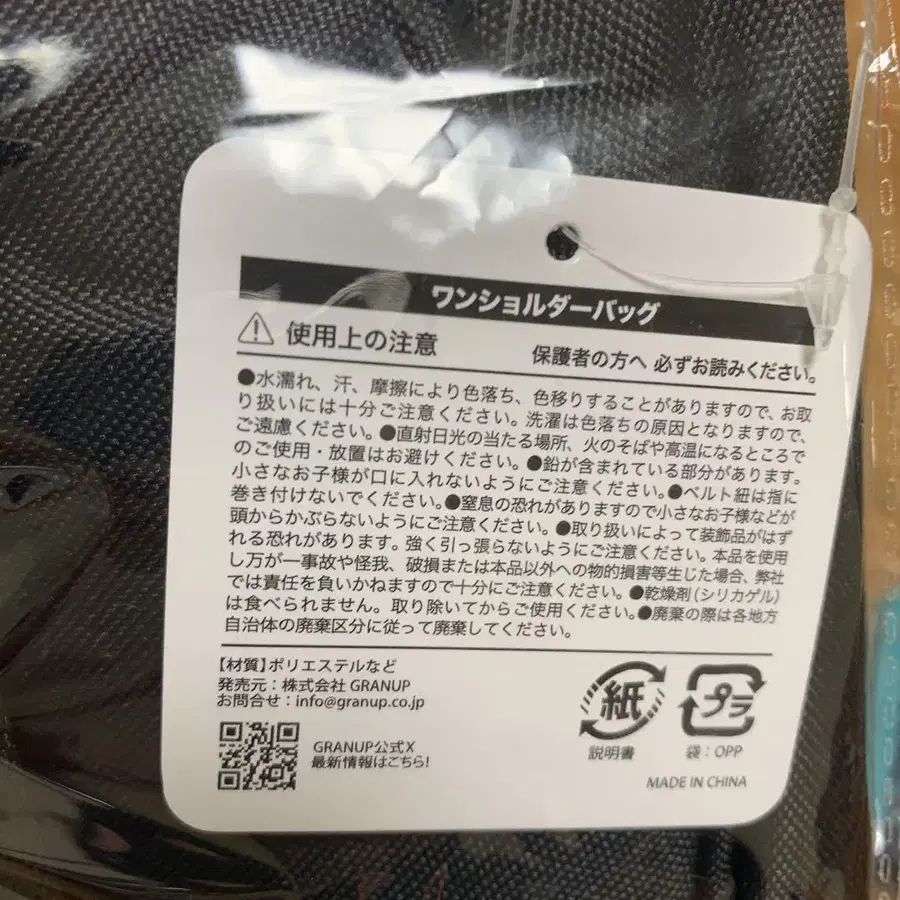 ワンショルダーバッグ
使用上の注意
保護者の方へ 必ずお読みください。
●水濡れ、汗、摩擦により色落ち、色移りすることがありますので、お取
り扱いには十分ご注意ください。洗濯は色落ちの原因となりますので、
ご遠慮ください。●直射日光の当たる場所、火のそばや高温になるところで
のご使用・放置はお避けください。●鉛が含まれている部分があります。
小さなお子様が口に入れないようにご注意ください。●ベルト紐は指に
巻き付けないでください。●窒息の恐れがありますので小さなお子様などが
頭からかぶらないようにご注意ください。●取り扱いによって装飾品がはず
れる恐れがあります。強く引っ張らないようにご注意ください。本品を使用
し万が一事故や怪我、破損または本品以外への物的損害等生じた場合、弊社
では責任を負いかねますので十分にご注意ください。●乾燥剤(シリカゲル)
は食べられません。取り除いてからご使用ください。●廃棄の際は各地方
自治体の廃棄区分に従って廃棄してください。
【材質】ポリエステルなど
発売元：株式会社 GRANUP
お問合せ：info@granup.co.jp
GRANUP公式X
最新情報はこちら!
紙
説明書
プラ
袋：OPP
MADE IN CHINA